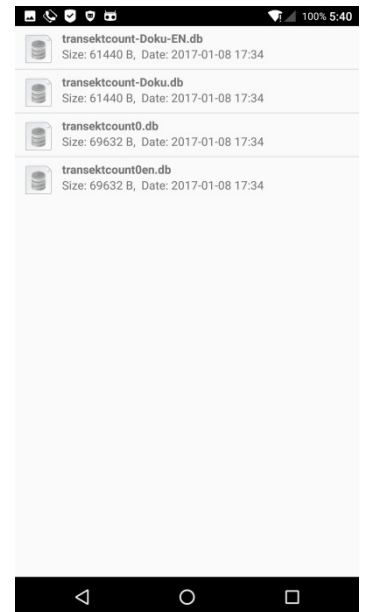 100% 5:40
transektcount-Doku-EN.db
Size: 61440 B, Date: 2017-01-08 17:34
transektcount-Doku.db
Size: 61440 B, Date: 2017-01-08 17:34
transektcount0.db
Size: 69632 B, Date: 2017-01-08 17:34
transektcount0en.db
Size: 69632 B, Date: 2017-01-08 17:34